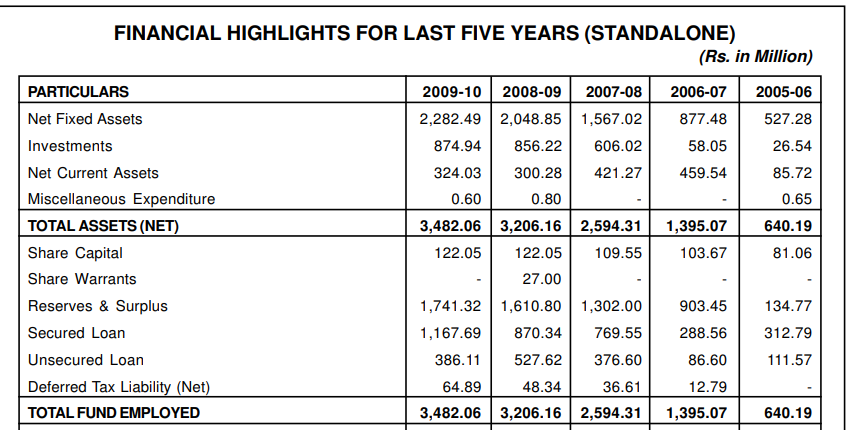 FINANCIAL HIGHLIGHTS FOR LAST FIVE YEARS (STANDALONE)
(Rs. in Million)
PARTICULARS 2009-10 2008-09 2007-08 2006-07 2005-06
Net Fixed Assets 2,282.49 2,048.85 1,567.02 877.48 527.28
Investments 874.94 856.22 606.02 58.05 26.54
Net Current Assets 324.03 300.28 421.27 459.54 85.72
Miscellaneous Expenditure 0.60 0.80 - - 0.65
TOTAL ASSETS (NET) 3,482.06 3,206.16 2,594.31 1,395.07 640.19
Share Capital 122.05 122.05 109.55 103.67 81.06
Share Warrants - 27.00 - - -
Reserves & Surplus 1,741.32 1,610.80 1,302.00 903.45 134.77
Secured Loan 1,167.69 870.34 769.55 288.56 312.79
Unsecured Loan 386.11 527.62 376.60 86.60 111.57
Deferred Tax Liability (Net) 64.89 48.34 36.61 12.79 -
TOTAL FUND EMPLOYED 3,482.06 3,206.16 2,594.31 1,395.07 640.19